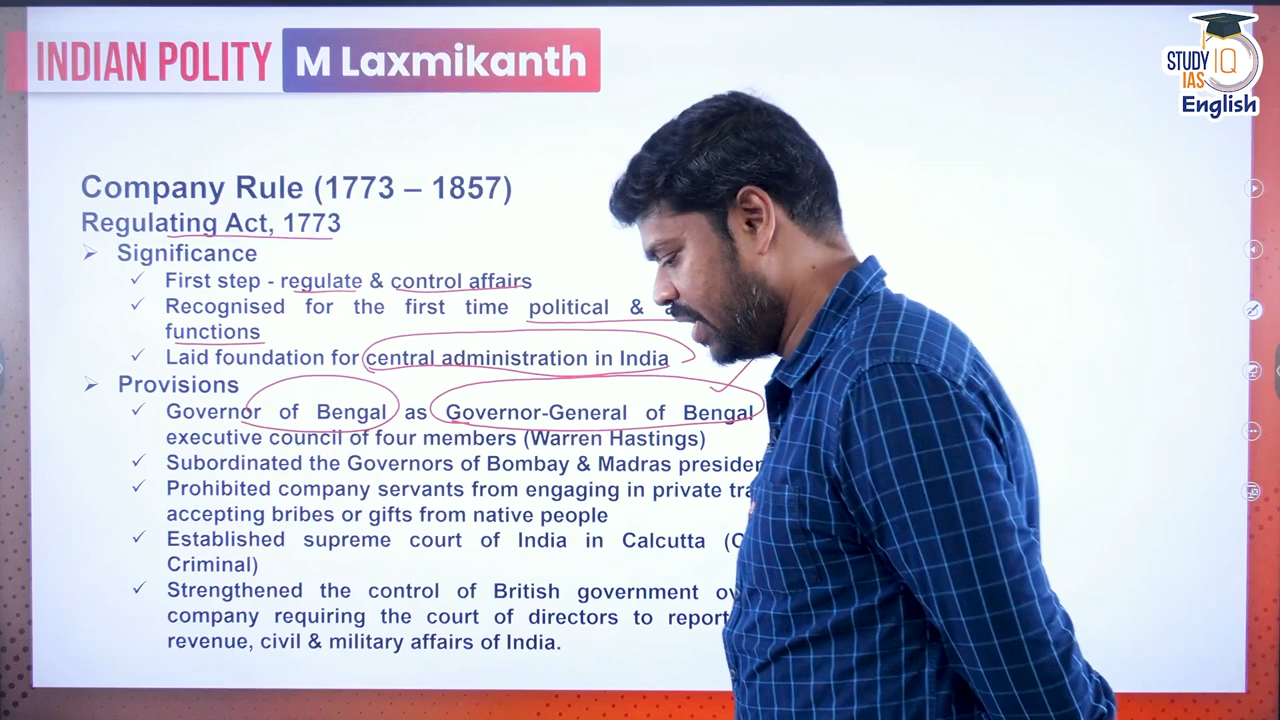 INDIAN POLITY M Laxmikanth
STUDY IQ
IAS
English
Company Rule (1773 – 1857)
Regulating Act, 1773
➢ Significance
✓ First step - regulate & control affairs
✓ Recognised for the first time political &
functions
✓ Laid foundation for central administration in India
➢ Provisions
✓ Governor of Bengal as Governor-General of Bengal
executive council of four members (Warren Hastings)
✓ Subordinated the Governors of Bombay & Madras
✓ Prohibited company servants from engaging in private
accepting bribes or gifts from native people
✓ Established supreme court of India in Calcutta
Criminal)
✓ Strengthened the control of British government
company requiring the court of directors to report
revenue, civil & military affairs of India.